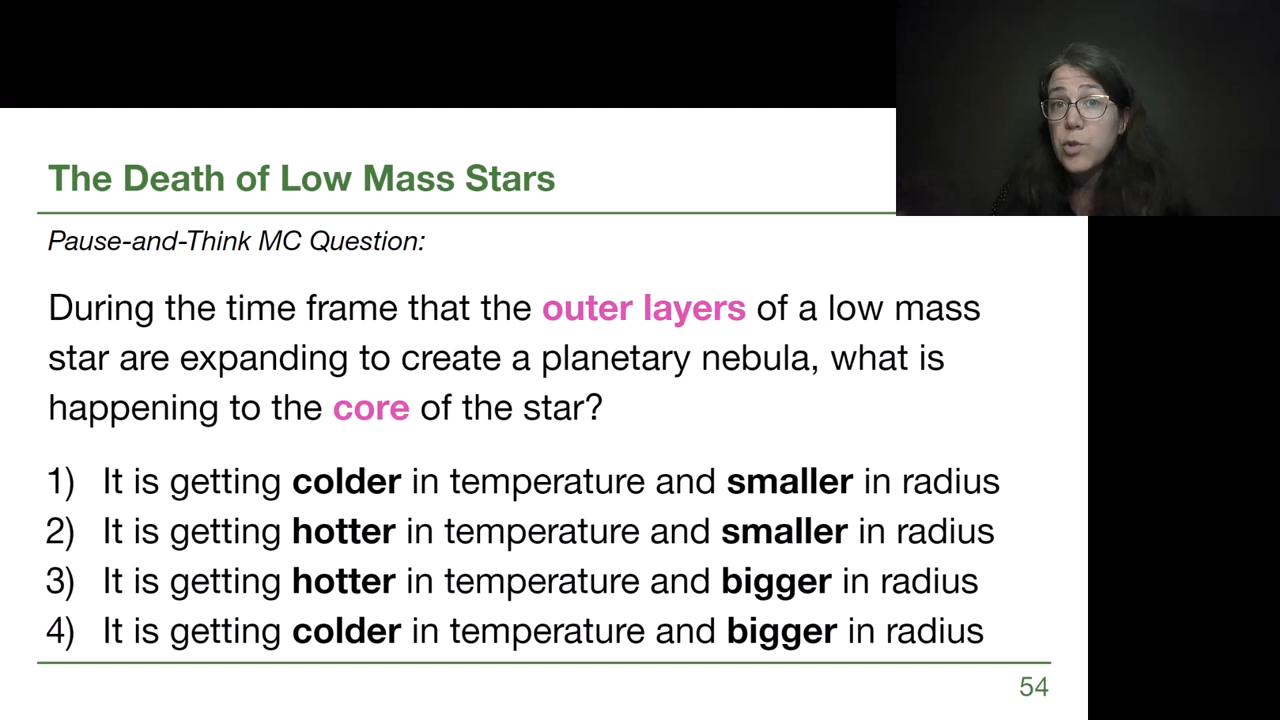 The Death of Low Mass Stars
Pause-and-Think MC Question:
During the time frame that the outer layers of a low mass
star are expanding to create a planetary nebula, what is
happening to the core of the star?
1) It is getting colder in temperature and smaller in radius
2) It is getting hotter in temperature and smaller in radius
3) It is getting hotter in temperature and bigger in radius
4) It is getting colder in temperature and bigger in radius
54